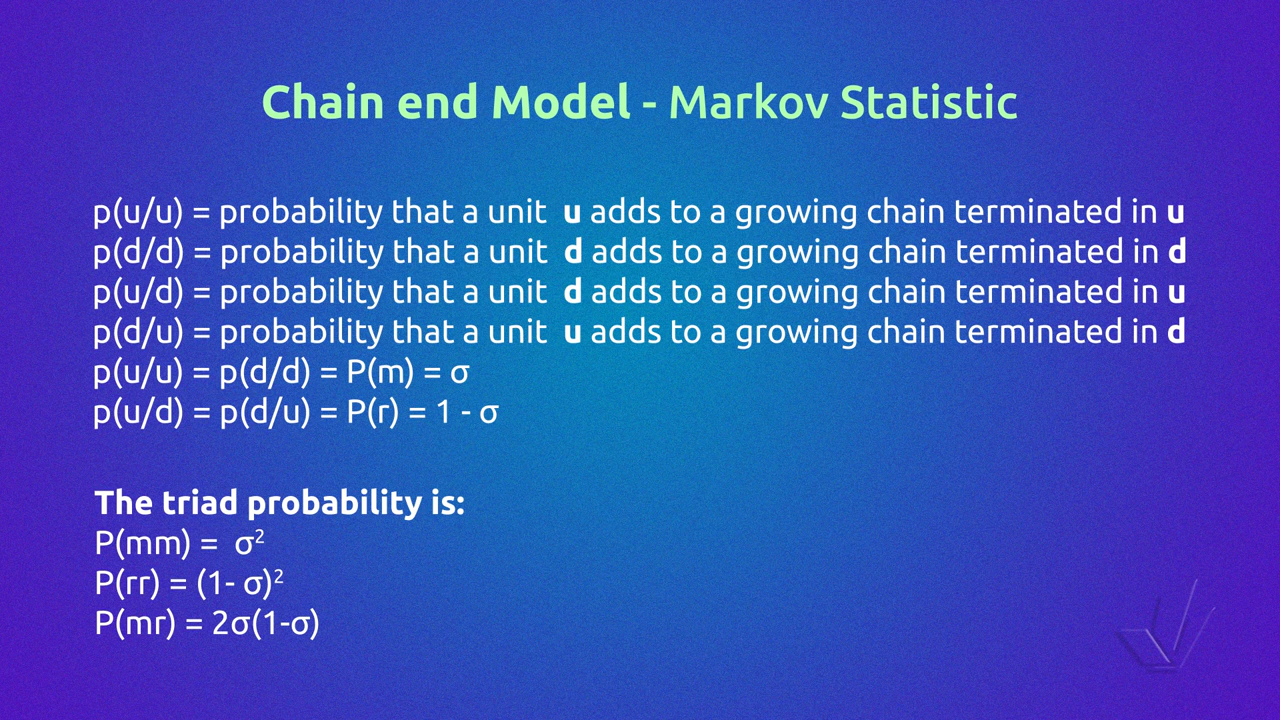 Chain end Model - Markov Statistic
p(u/u) = probability that a unit u adds to a growing chain terminated in u
p(d/d) = probability that a unit d adds to a growing chain terminated in d
p(u/d) = probability that a unit d adds to a growing chain terminated in u
p(d/u) = probability that a unit u adds to a growing chain terminated in d
p(u/u) = p(d/d) = P(m) = σ
p(u/d) = p(d/u) = P(r) = 1 - σ
The triad probability is:
P(mm) = σ²
P(rr) = (1- σ)²
P(mr) = 2σ(1-σ)